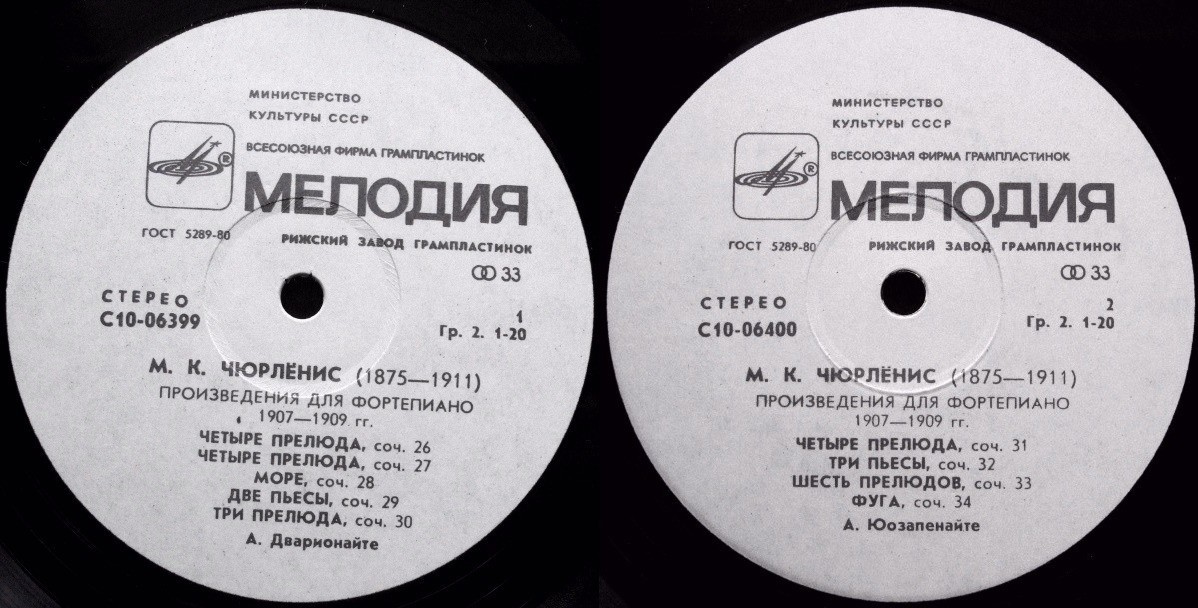 МИНИСТЕРСТВО
КУЛЬТУРЫ СССР
ВСЕСОЮЗНАЯ ФИРМА ГРАМПЛАСТИНОК
®
МЕЛОДИЯ
ГОСТ 5289-80
РИЖСКИЙ ЗАВОД ГРАМПЛАСТИНОК
33
СТЕРЕО
1
С10-06399
Гр. 2. 1-20
М. К. ЧЮРЛЁНИС (1875—1911)
ПРОИЗВЕДЕНИЯ ДЛЯ ФОРТЕПИАНО
1907—1909 гг.
ЧЕТЫРЕ ПРЕЛЮДА, соч. 26
ЧЕТЫРЕ ПРЕЛЮДА, соч. 27
МОРЕ, соч. 28
ДВЕ ПЬЕСЫ, соч. 29
ТРИ ПРЕЛЮДА, соч. 30
А. Дварионайте
МИНИСТЕРСТВО
КУЛЬТУРЫ СССР
ВСЕСОЮЗНАЯ ФИРМА ГРАМПЛАСТИНОК
®
МЕЛОДИЯ
ГОСТ 5289-80
РИЖСКИЙ ЗАВОД ГРАМПЛАСТИНОК
33
СТЕРЕО
2
С10-06400
Гр. 2. 1-20
М. К. ЧЮРЛЁНИС (1875—1911)
ПРОИЗВЕДЕНИЯ ДЛЯ ФОРТЕПИАНО
1907—1909 гг.
ЧЕТЫРЕ ПРЕЛЮДА, соч. 31
ТРИ ПЬЕСЫ, соч. 32
ШЕСТЬ ПРЕЛЮДОВ, соч. 33
ФУГА, соч. 34
А. Юозапенайте